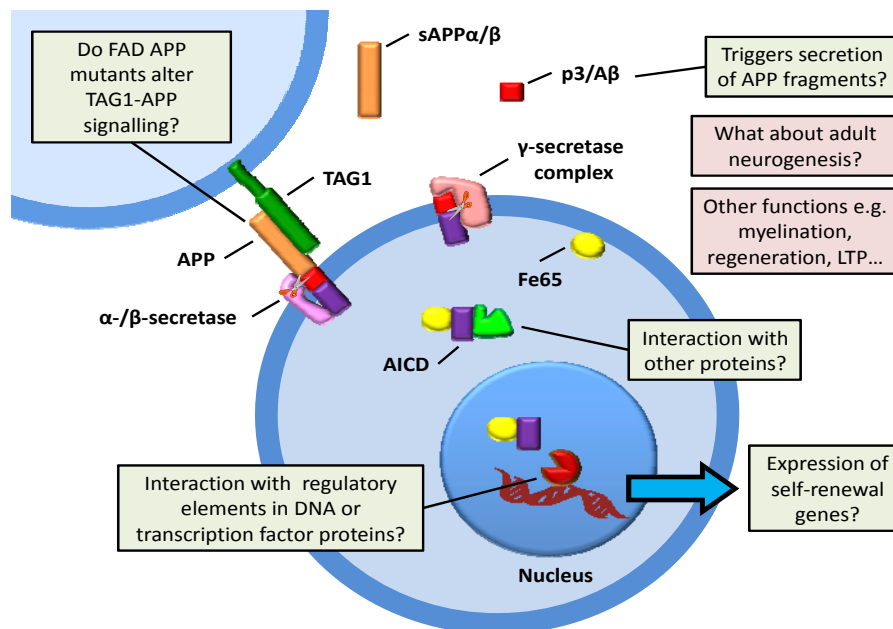 Do FAD APP
mutants alter
TAG1-APP
signalling?
sAPPα/β
p3/Aβ
Triggers secretion
of APP fragments?
What about adult
neurogenesis?
γ-secretase
complex
TAG1
Other functions e.g.
myelination,
regeneration, LTP...
APP
Fe65
α-/β-secretase
AICD
Interaction with
other proteins?
Interaction with regulatory
elements in DNA or
transcription factor proteins?
Expression of
self-renewal
genes?
Nucleus